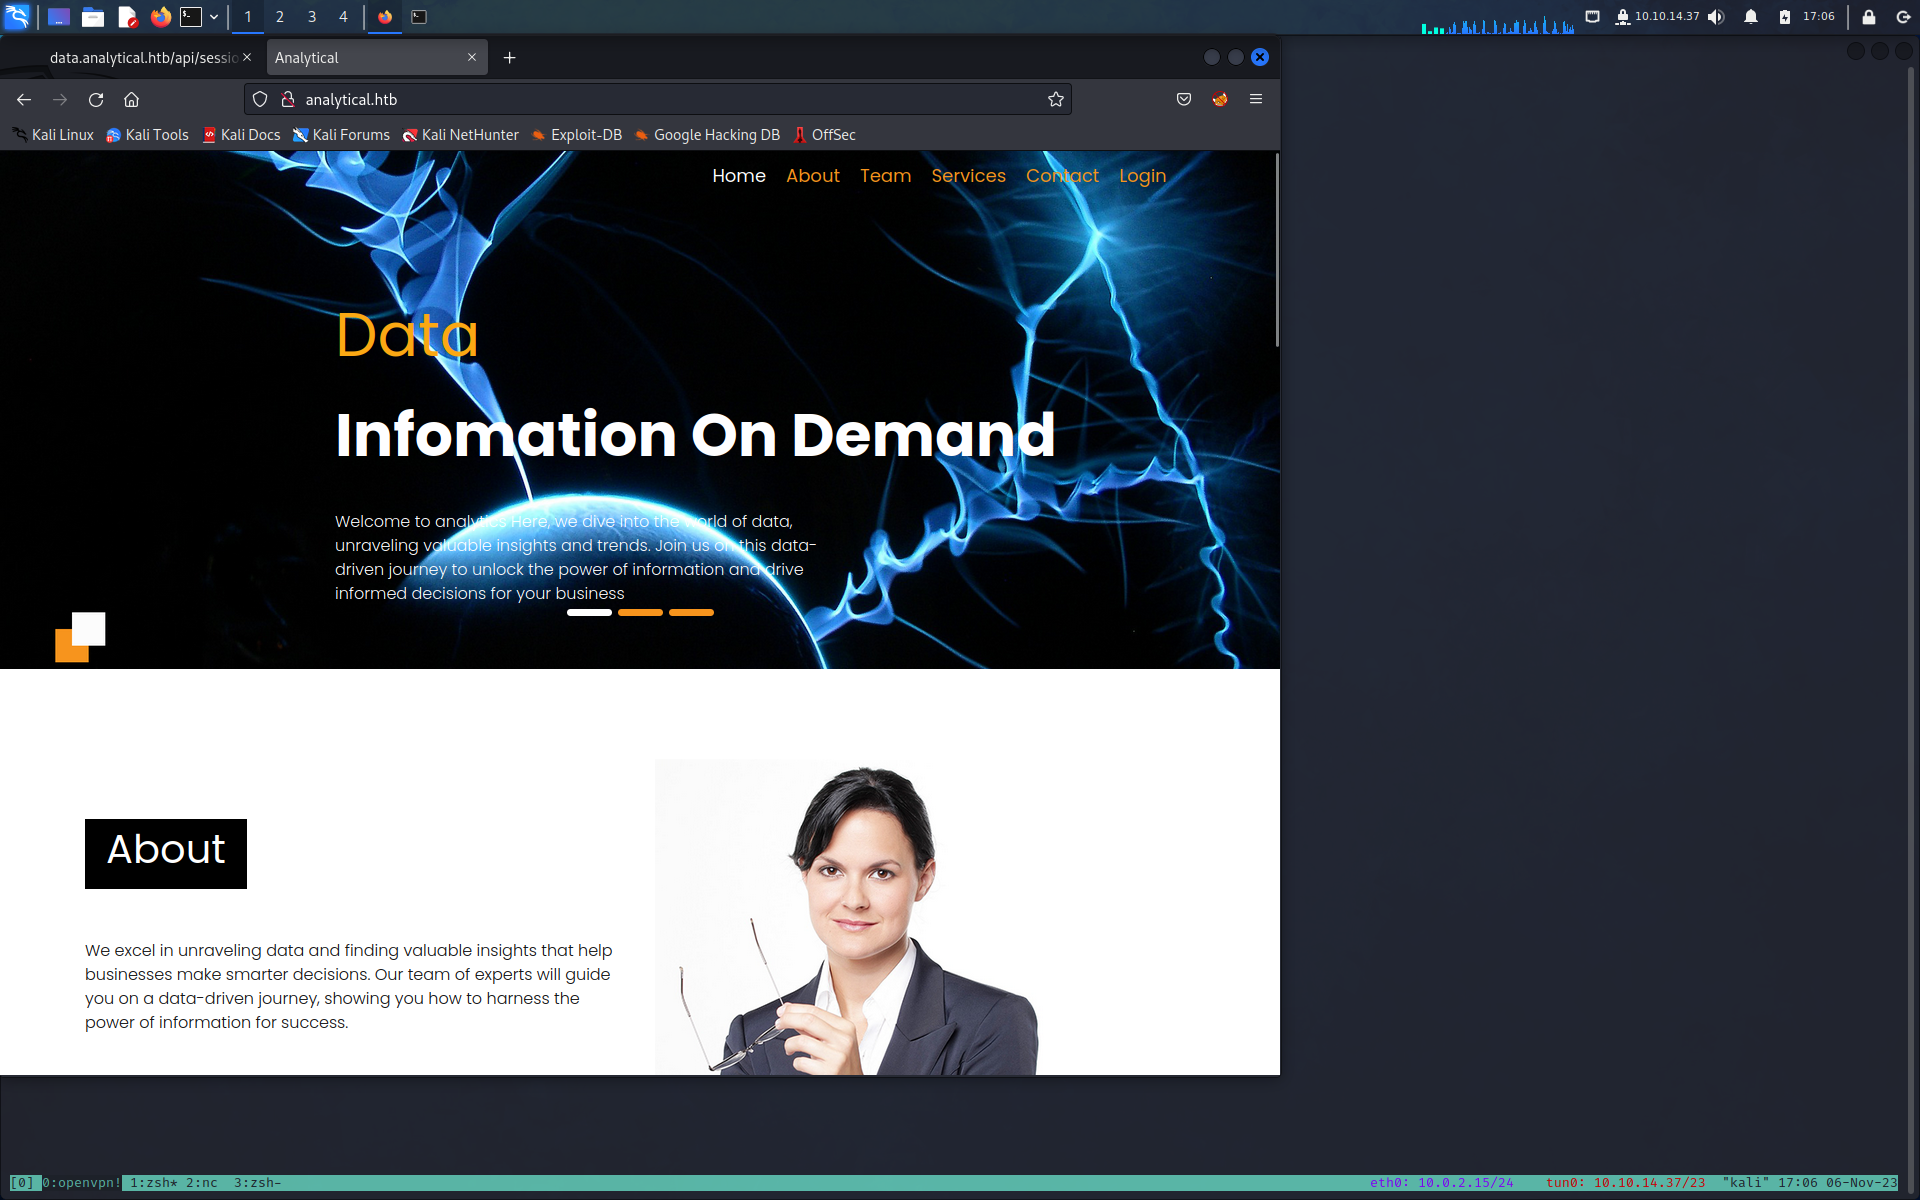 1 2 3 4
10.10.14.37
17:06
data.analytical.htb/api/sessio
Analytical
analytical.htb
Kali Linux Kali Tools Kali Docs Kali Forums Kali NetHunter Exploit-DB Google Hacking DB OffSec
Home About Team Services Contact Login
Data
Infomation On Demand
Welcome to analytics Here, we dive into the world of data,
unraveling valuable insights and trends. Join us on this data-
driven journey to unlock the power of information and drive
informed decisions for your business
About
We excel in unraveling data and finding valuable insights that help
businesses make smarter decisions. Our team of experts will guide
you on a data-driven journey, showing you how to harness the
power of information for success.
[0] 0:openvpn! 1:zsh* 2:nc 3:zsh- eth0: 10.0.2.15/24 tun0: 10.10.14.37/23 "kali" 17:06 06-Nov-23